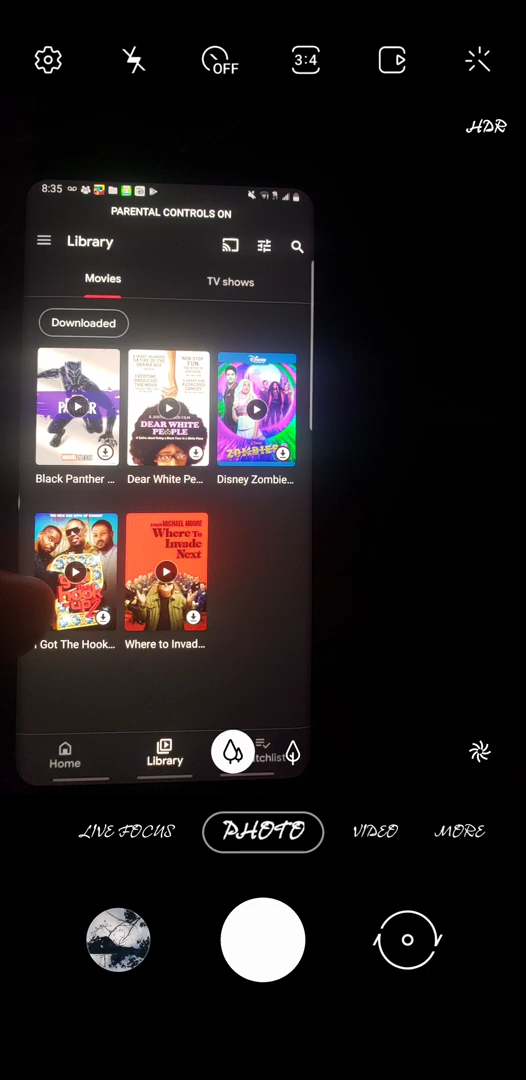 OFF
3:4
HDR
8:35
PARENTAL CONTROLS ON
Library
Movies
TV shows
Downloaded
DEAR WHITE
PEOPLE
Disney
ZOMBIES
MICHAEL MOORE
Where To
Invade
Next
Black Panther ...
Dear White Pe...
Disney Zombie...
Got The Hook...
Where to Invad...
Home
Library
tchlist
LIVE FOCUS
PHOTO
VIDEO
MORE